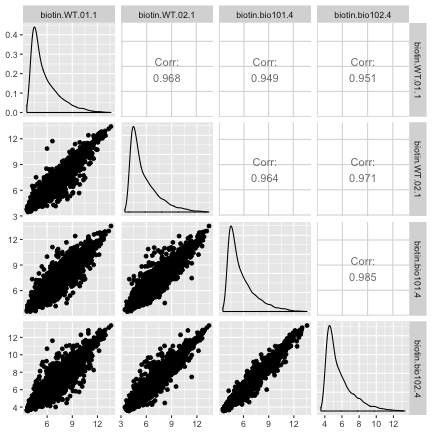 biotin.WT.01.1 biotin.WT.02.1 biotin.bio101.4 biotin.bio102.4
0.4
0.3
0.2
0.1
0.0
Corr:
0.968
Corr:
0.949
Corr:
0.951
biotin.WT.01.1
12
9
6
3
Corr:
0.964
Corr:
0.971
biotin.WT.02.1
12
9
6
Corr:
0.985
biotin.bio101.4
14
12
10
8
6
4
biotin.bio102.4
6 9 12 3 6 9 12 6 9 12 4 6 8 10 12